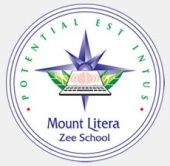 POTENTIAL EST INTUS
Mount Litera
Zee School